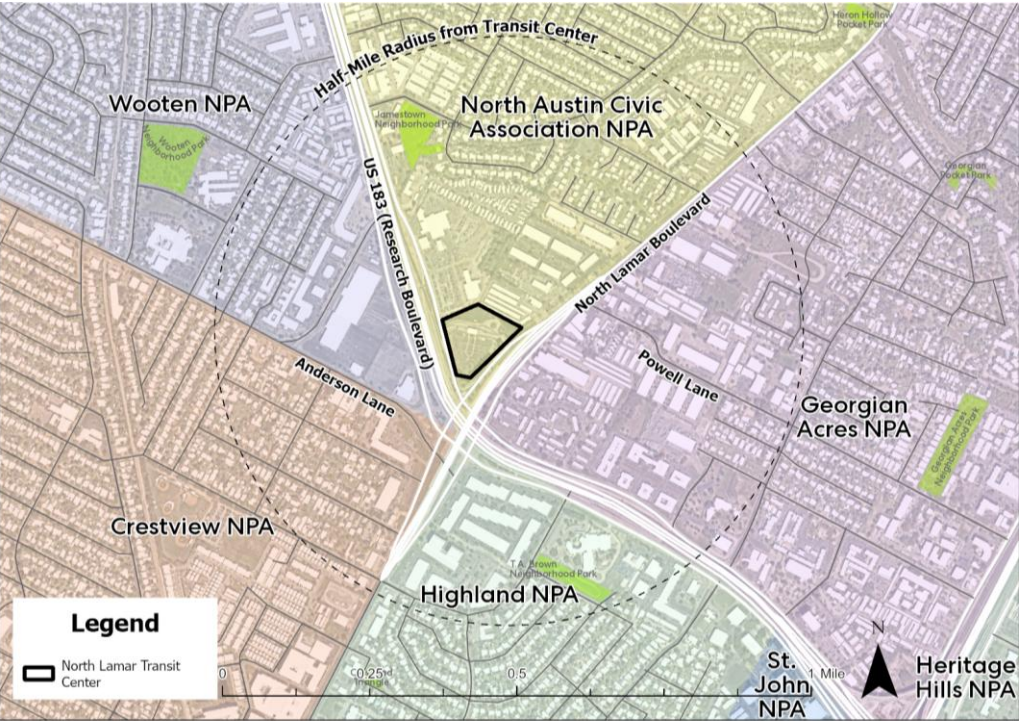 Heron Hollow
Pocket Park
Half-Mile Radius from Transit Center
Wooten NPA
North Austin Civic
Association NPA
Jamestown
Neighborhood Park
Wooten
Neighborhood Park
US 183 (Research Boulevard)
Georgian
Pocket Park
North Lamar Boulevard
Anderson Lane
Powell Lane
Georgian
Acres NPA
Georgian Acres
Neighborhood Park
Crestview NPA
T.A. Brown
Neighborhood Park
Highland NPA
Legend
North Lamar Transit
Center
0
0.25
0.5
1 Mile
Triangle
St.
John
NPA
N
Heritage
Hills NPA